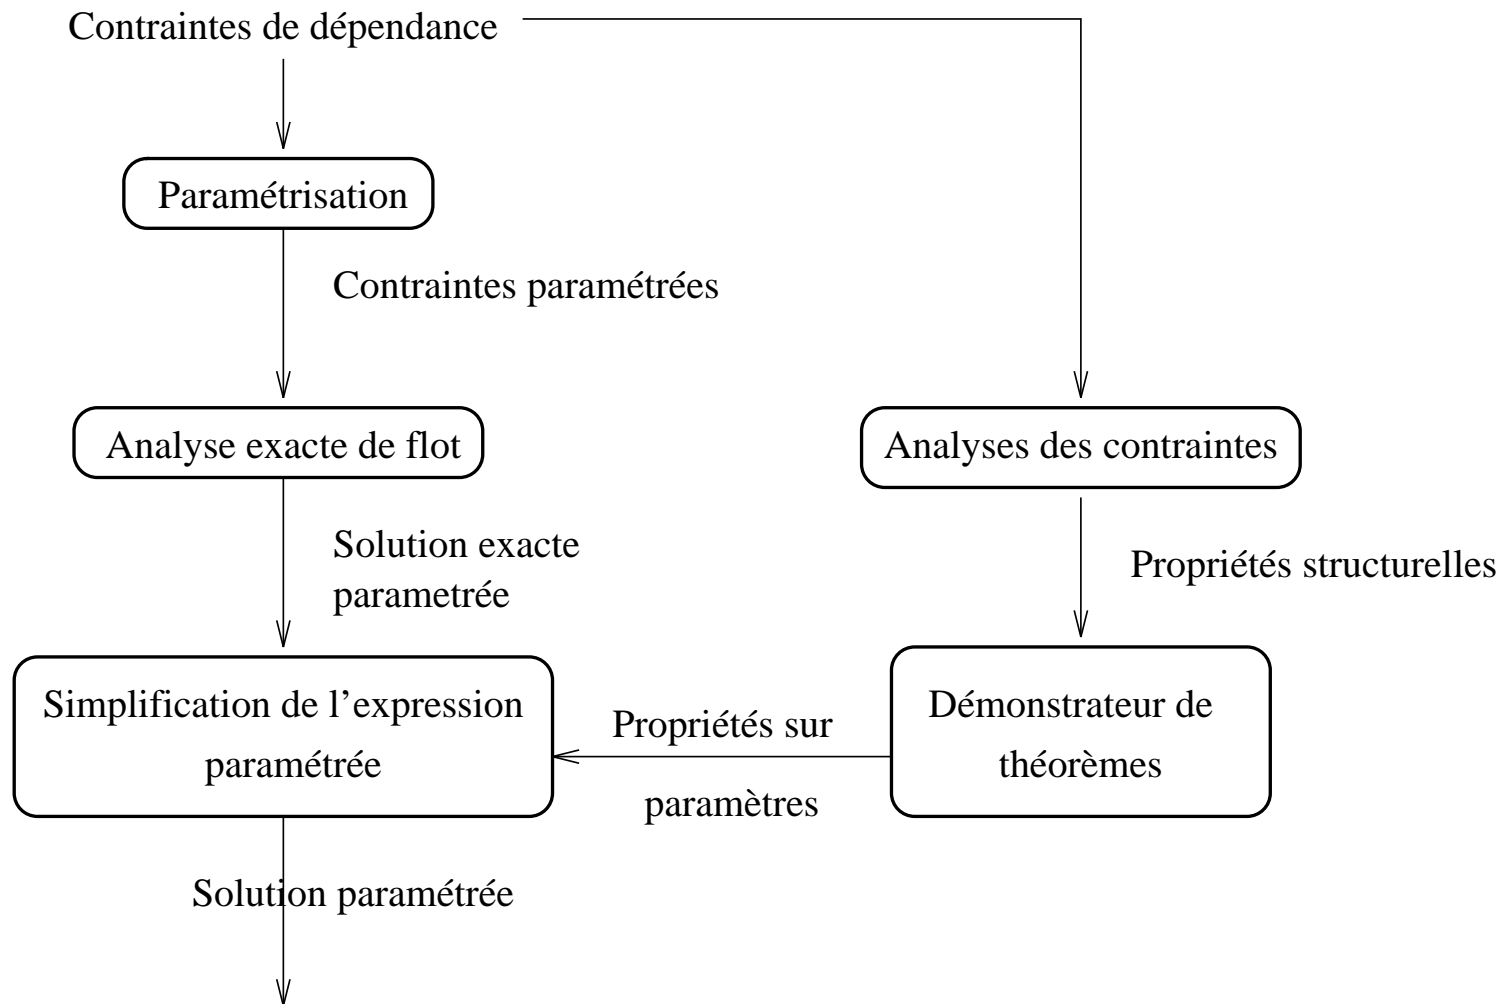 Contraintes de dépendance
Paramétrisation
Contraintes paramétrées
Analyse exacte de flot
Analyses des contraintes
Solution exacte
parametrée
Propriétés structurelles
Simplification de l’expression
paramétrée
Propriétés sur
paramètres
Démonstrateur de
théorèmes
Solution paramétrée